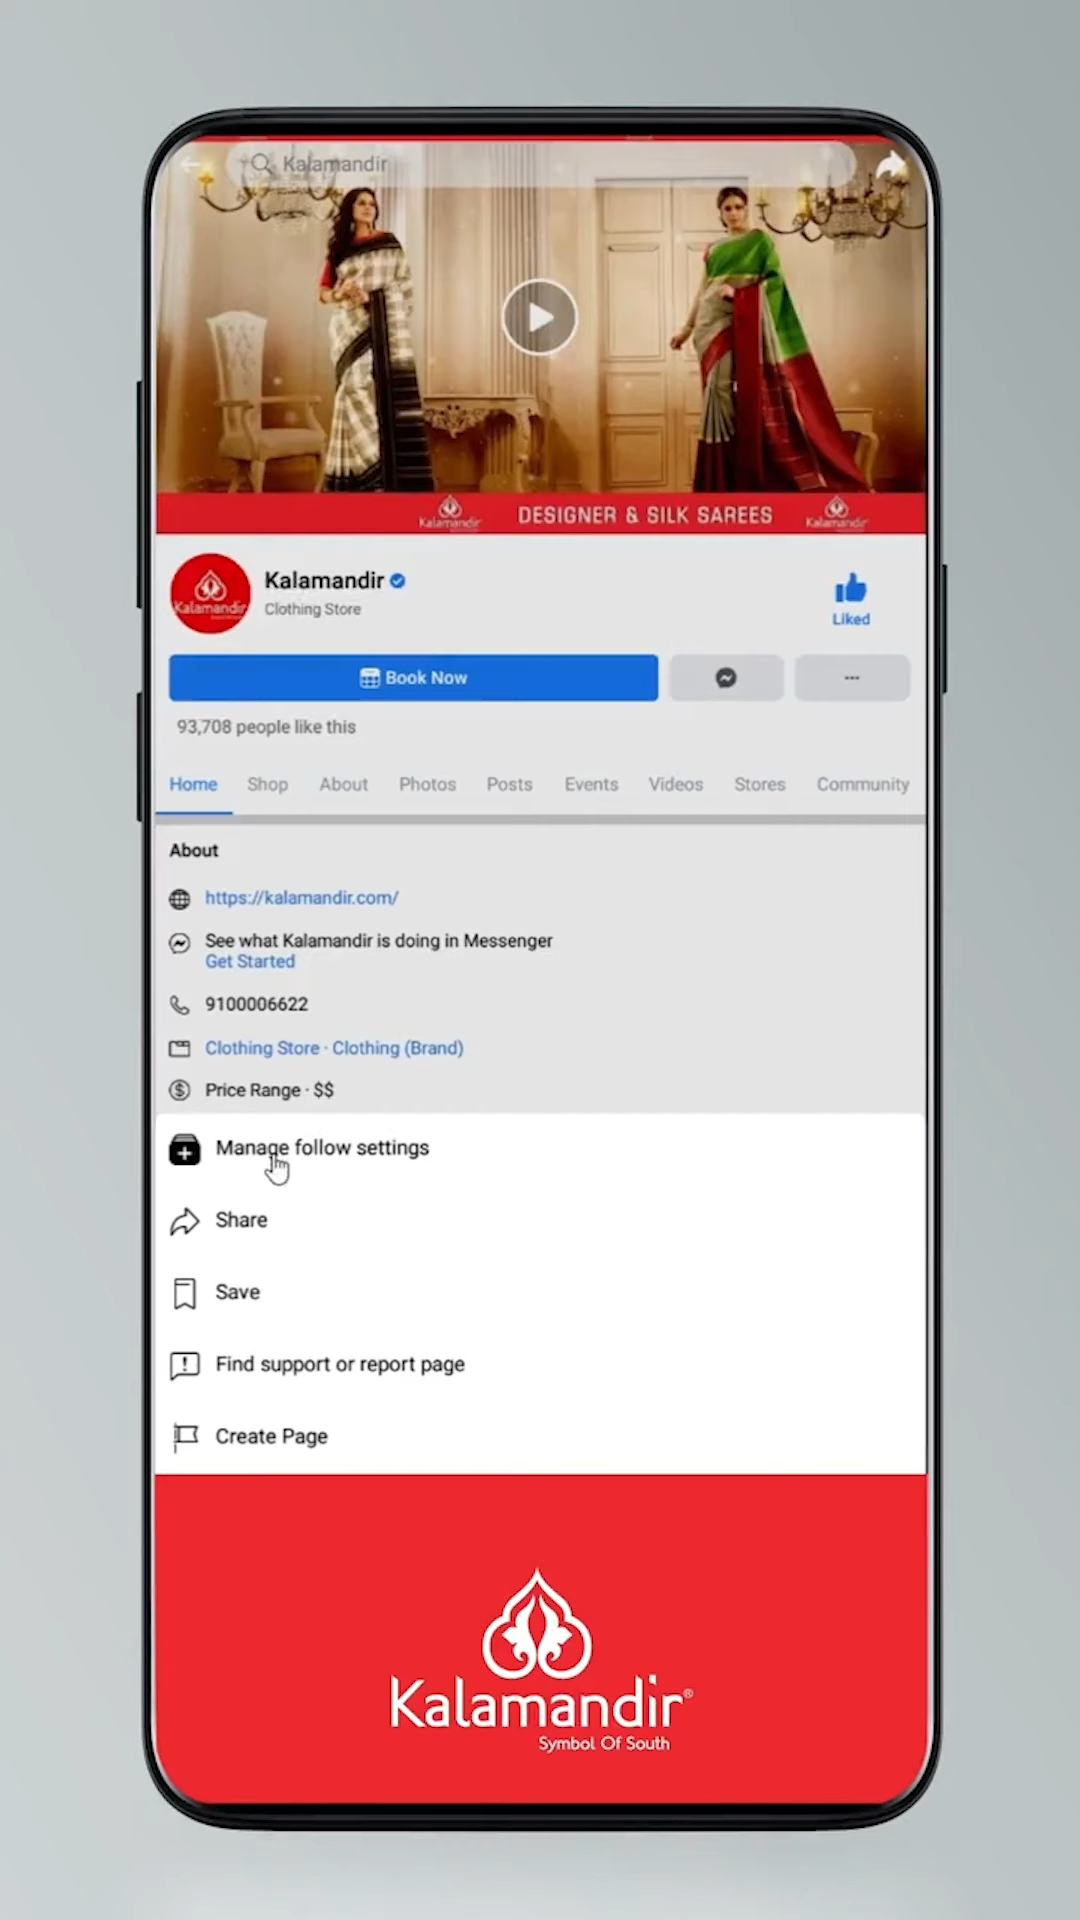 Kalamandir
Kalamandir DESIGNER & SILK SAREES Kalamandir
Kalamandir
Kalamandir
Clothing Store
Liked
Book Now
...
93,708 people like this
Home Shop About Photos Posts Events Videos Stores Community
About
https://kalamandir.com/
See what Kalamandir is doing in Messenger
Get Started
9100006622
Clothing Store · Clothing (Brand)
Price Range · $$
Manage follow settings
Share
Save
Find support or report page
Create Page
Kalamandir®
Symbol Of South